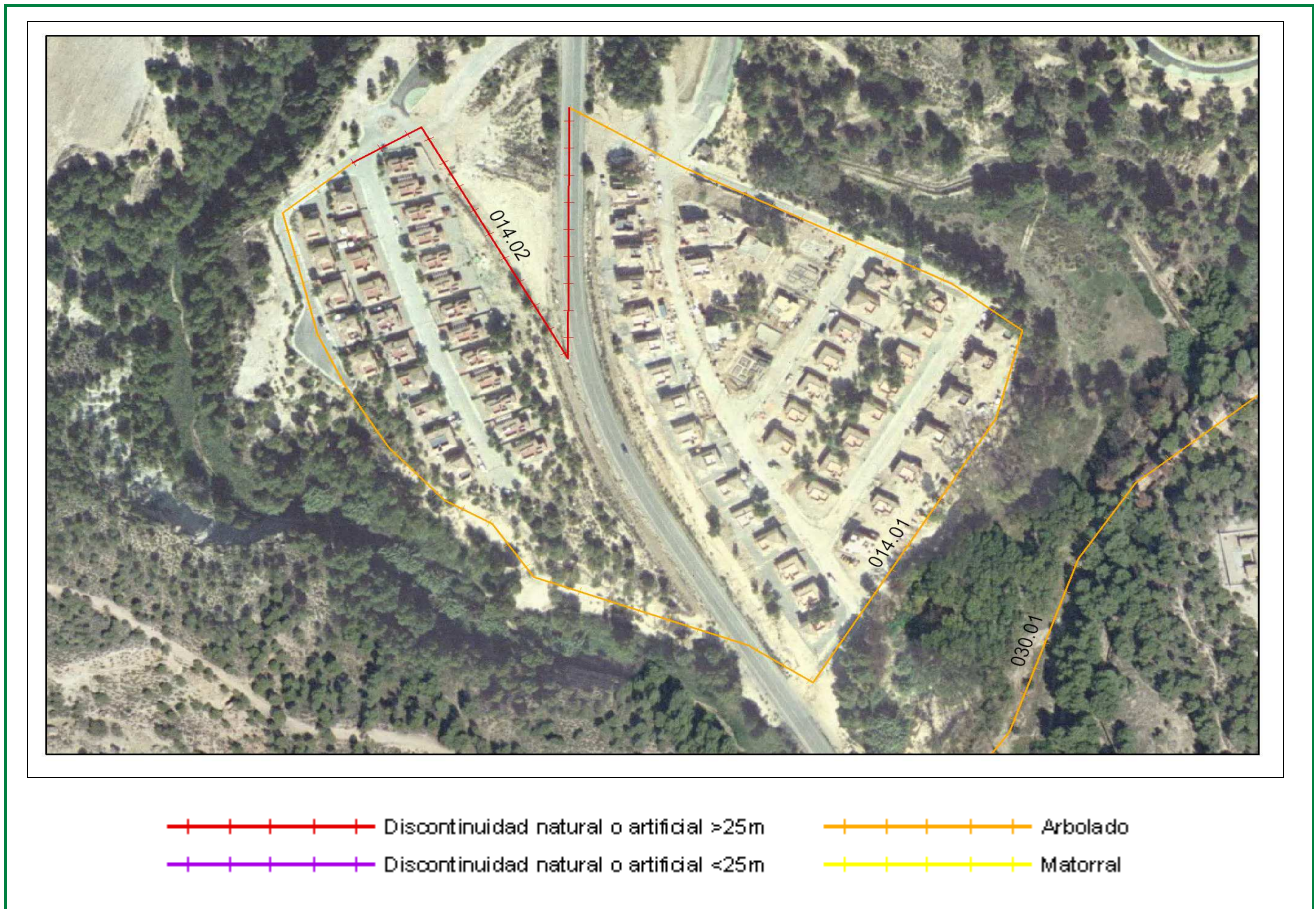 014.02
014.01
030.01
Discontinuidad natural o artificial >25m
Arbolado
Discontinuidad natural o artificial <25m
Matorral